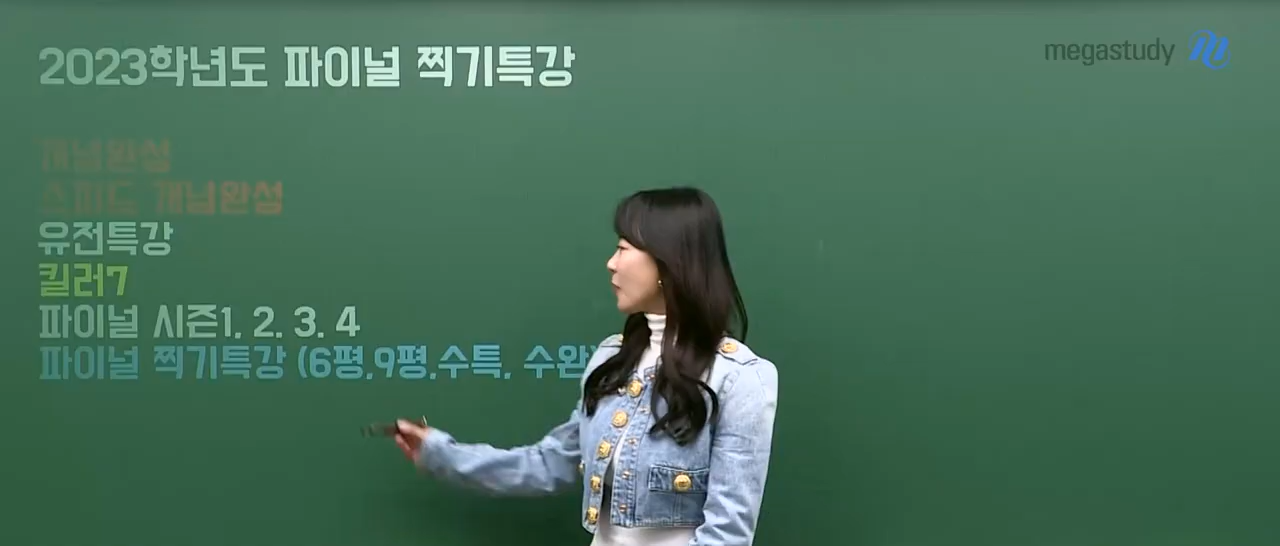 2023학년도 파이널 찍기특강
megastudy
개념완성
스피드 개념완성
유전특강
킬러7
파이널 시즌1, 2, 3, 4
파이널 찍기특강 (6평,9평,수특, 수완)